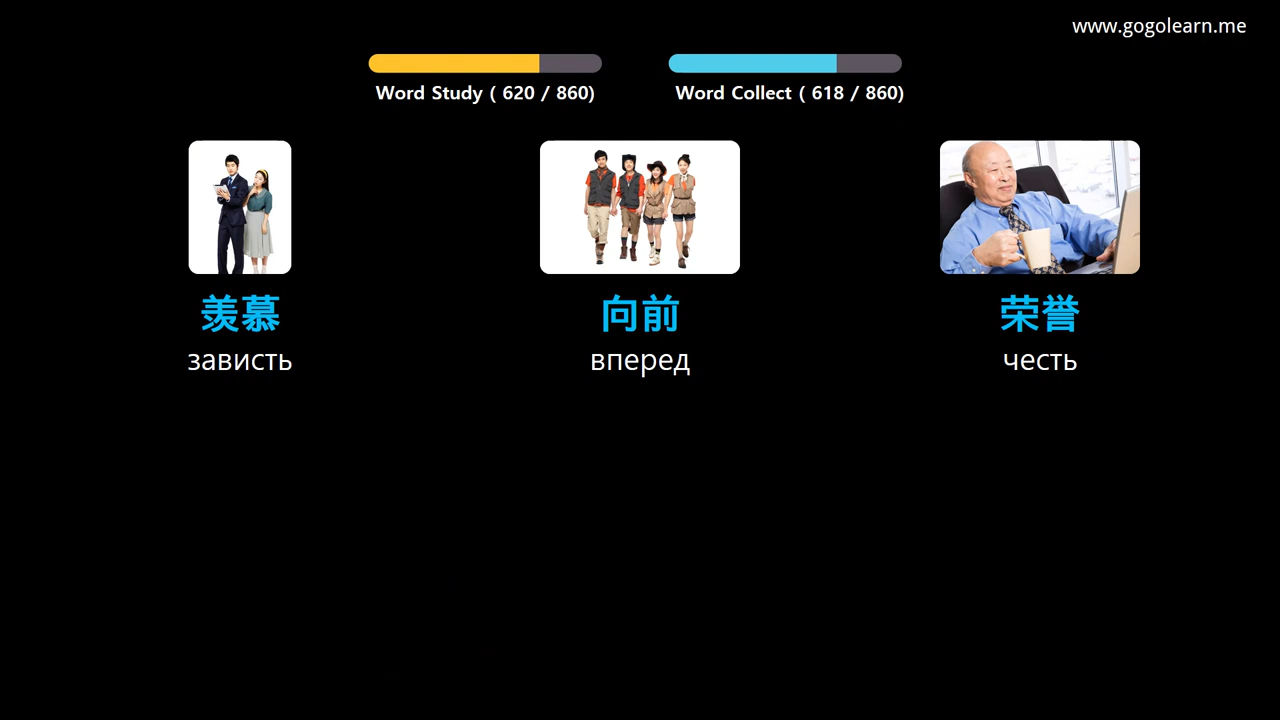 www.gogolearn.me
Word Study ( 620 / 860)
Word Collect ( 618 / 860)
羡慕
зависть
向前
вперед
荣誉
честь